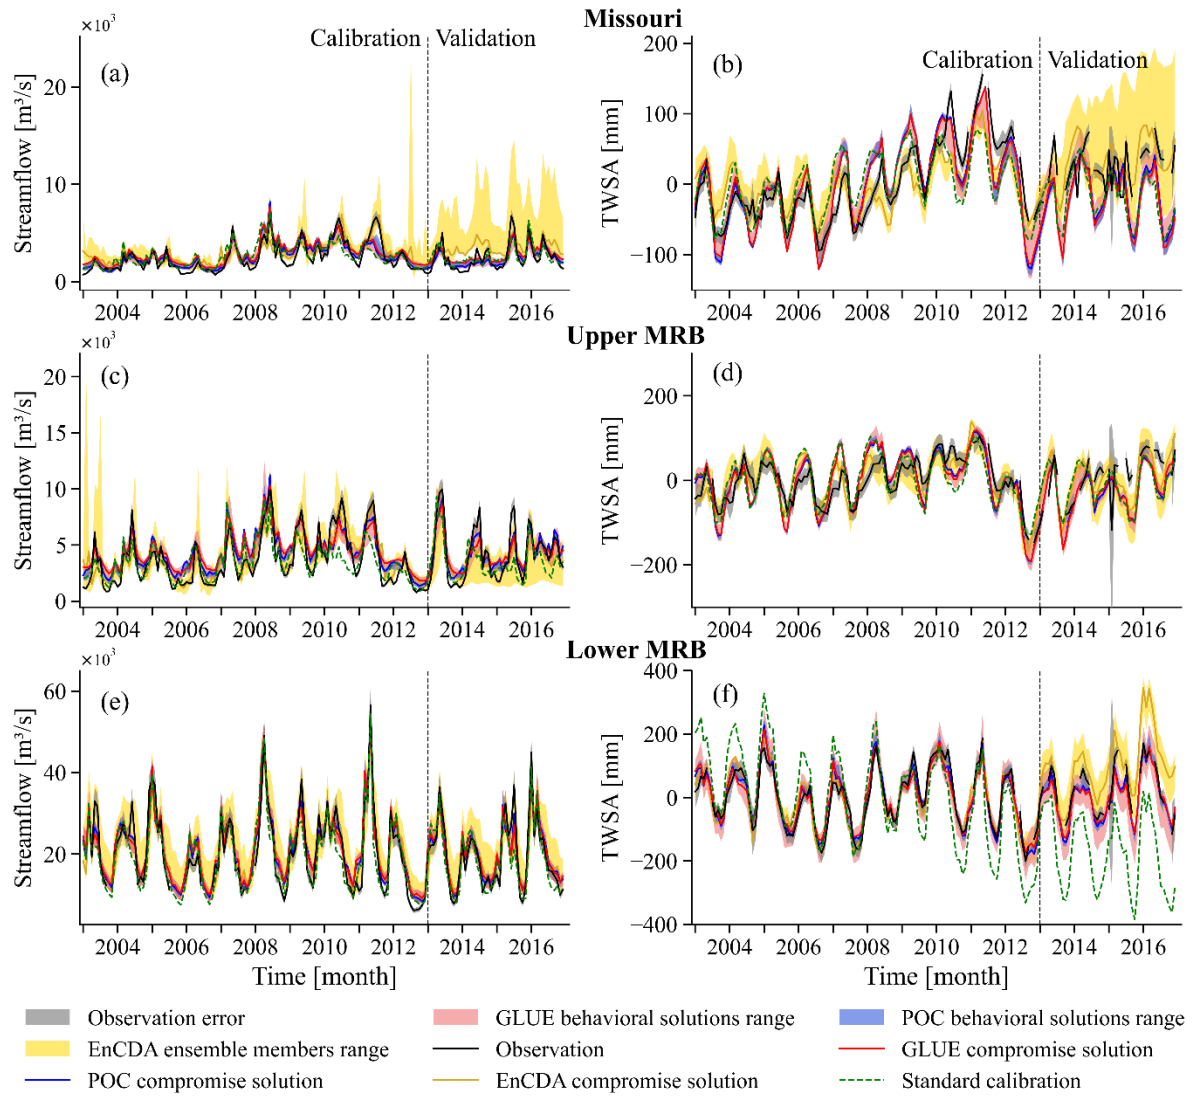 Missouri
×10³
Streamflow [m³/s]
20
10
0
(a)
Calibration
Validation
2004 2006 2008 2010 2012 2014 2016
TWSA [mm]
200
100
0
−100
(b)
Calibration
Validation
2004 2006 2008 2010 2012 2014 2016
Upper MRB
×10³
Streamflow [m³/s]
20
15
10
5
0
(c)
2004 2006 2008 2010 2012 2014 2016
TWSA [mm]
200
0
−200
(d)
2004 2006 2008 2010 2012 2014 2016
Lower MRB
×10³
Streamflow [m³/s]
60
40
20
(e)
2004 2006 2008 2010 2012 2014 2016
Time [month]
TWSA [mm]
400
200
0
−200
−400
(f)
2004 2006 2008 2010 2012 2014 2016
Time [month]
Observation error
GLUE behavioral solutions range
POC behavioral solutions range
EnCDA ensemble members range
Observation
GLUE compromise solution
POC compromise solution
EnCDA compromise solution
Standard calibration